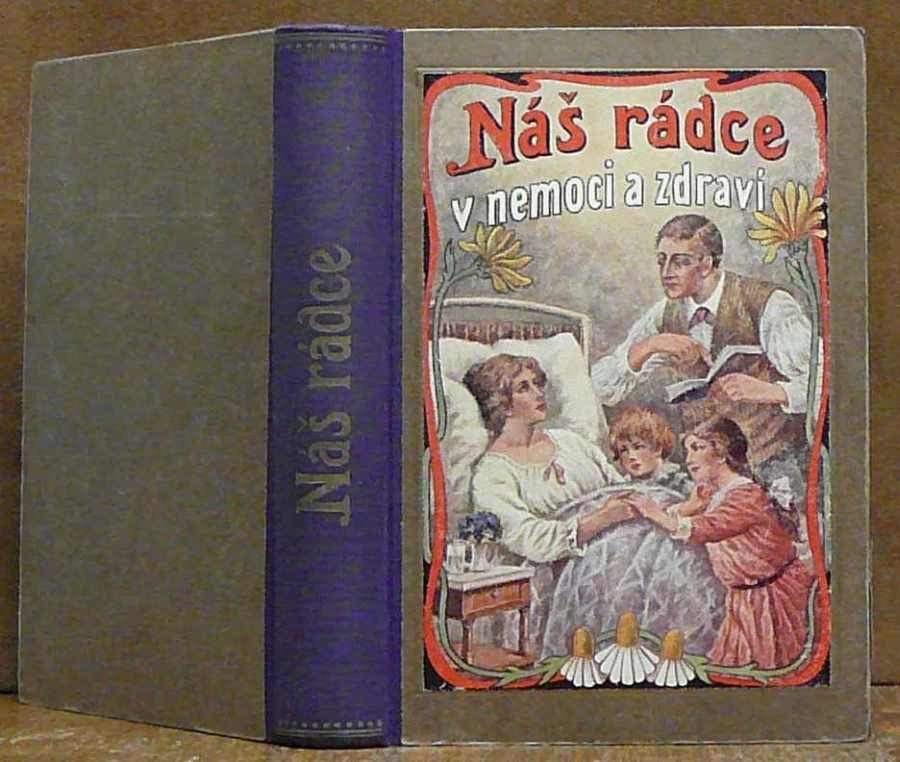 Náš rádce
Náš rádce
v nemoci a zdraví